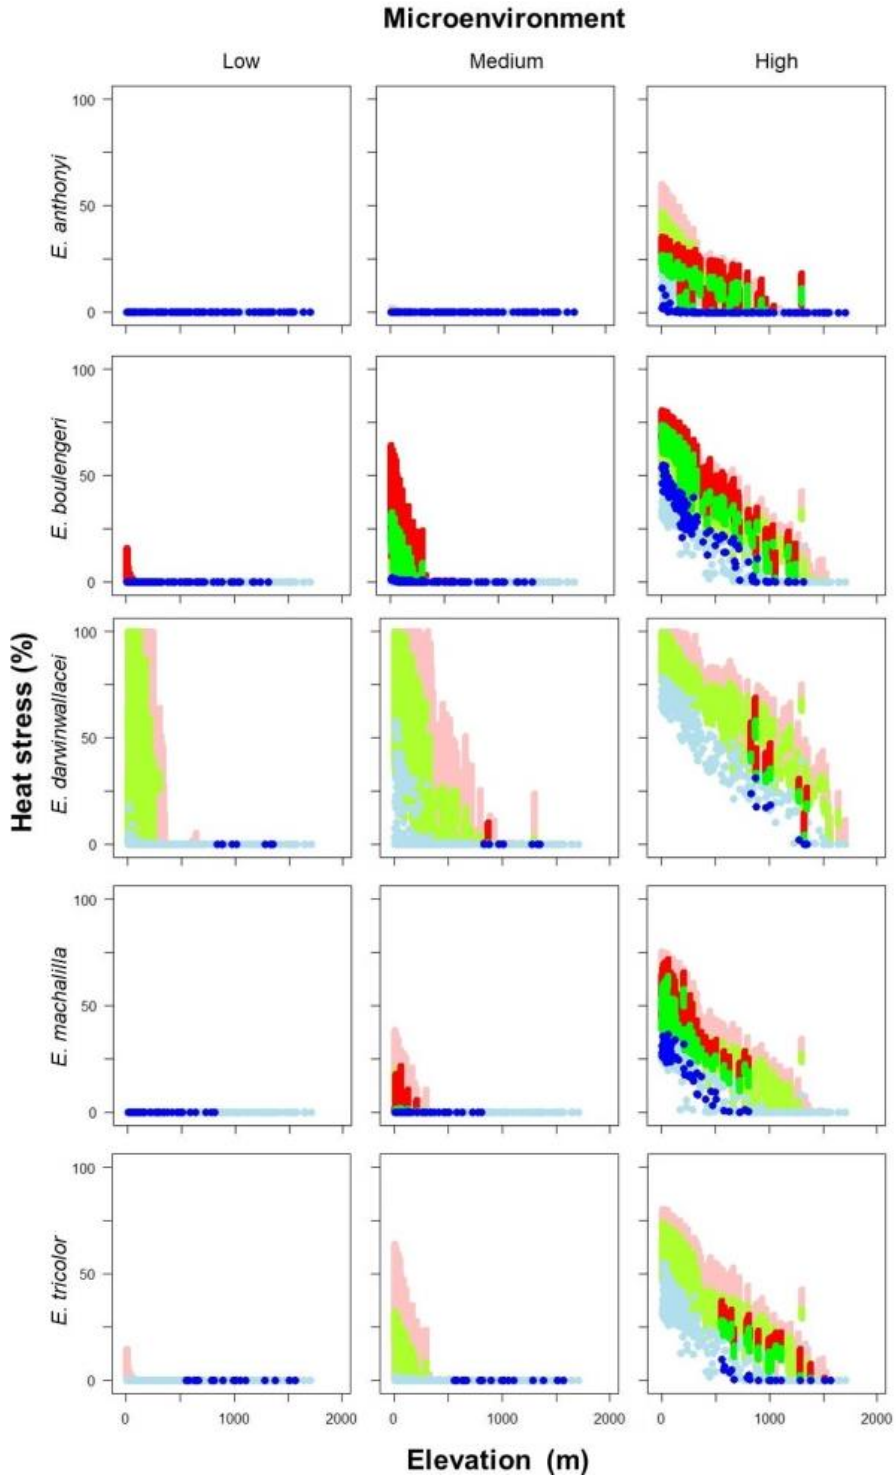 Microenvironment
Low Medium High
E. anthonyi
100
50
0
E. boulengeri
100
50
0
Heat stress (%)
E. darwinwallacei
100
50
0
E. machalilla
100
50
0
E. tricolor
100
50
0
0 1000 2000 0 1000 2000 0 1000 2000
Elevation (m)